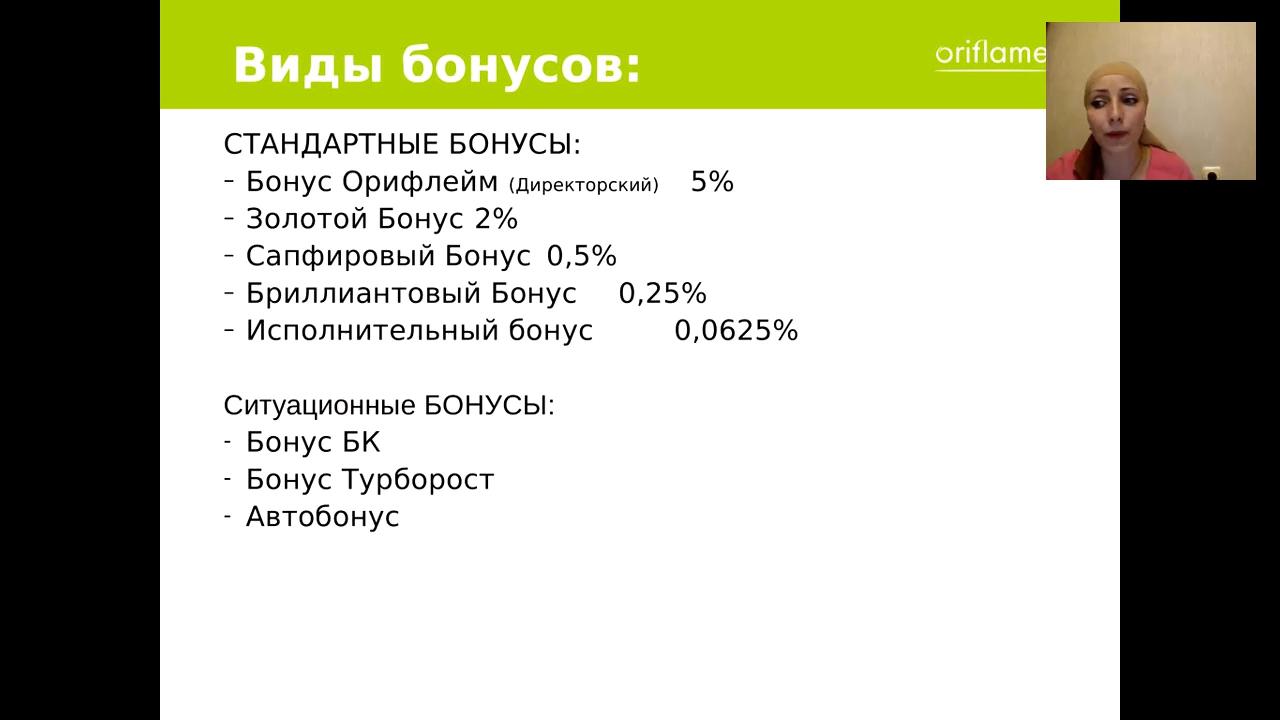 Виды бонусов:
oriflame
СТАНДАРТНЫЕ БОНУСЫ:
– Бонус Орифлейм (Директорский) 5%
– Золотой Бонус 2%
– Сапфировый Бонус 0,5%
– Бриллиантовый Бонус 0,25%
– Исполнительный бонус 0,0625%
Ситуационные БОНУСЫ:
- Бонус БК
- Бонус Турборост
- Автобонус